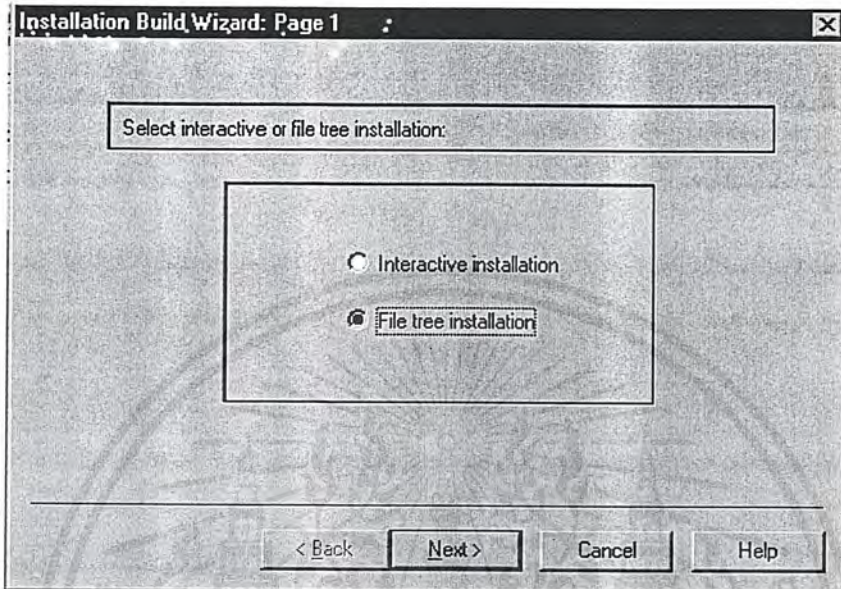 Installation Build Wizard: Page 1
Select interactive or file tree installation:
Interactive installation
File tree installation
< Back
Next >
Cancel
Help